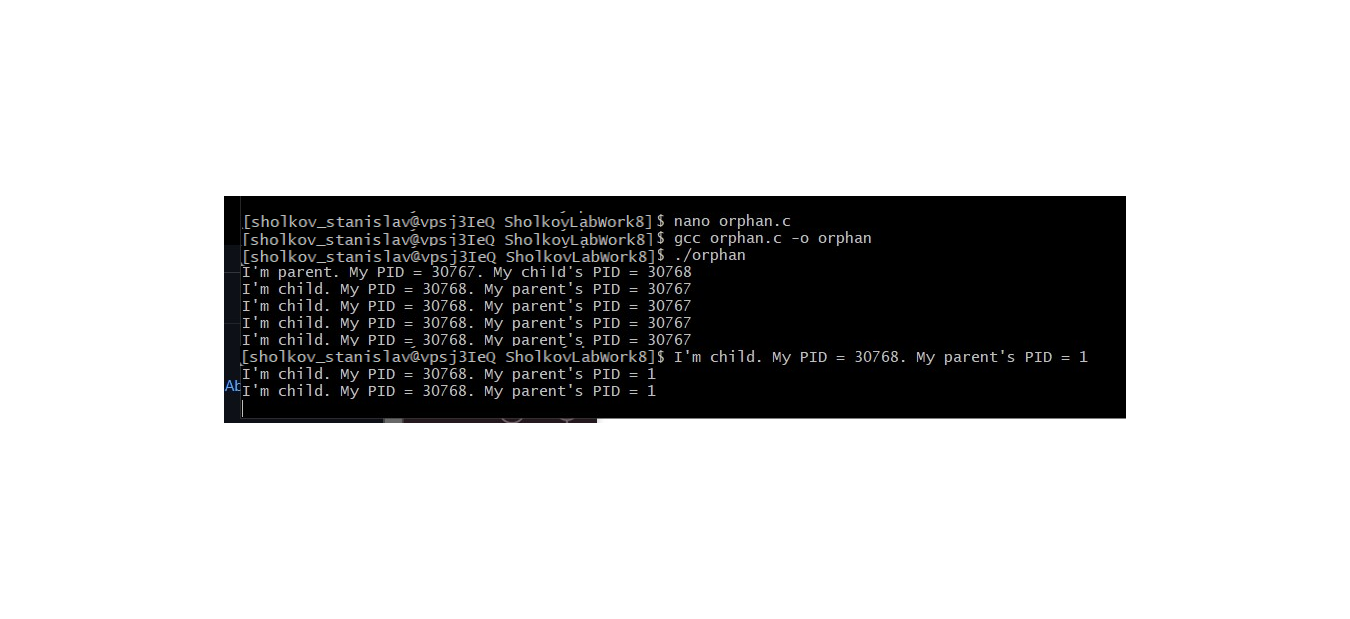 [sholkov_stanislav@vpsj3IeQ SholkovLabWork8]$ nano orphan.c
[sholkov_stanislav@vpsj3IeQ SholkovLabWork8]$ gcc orphan.c -o orphan
[sholkov_stanislav@vpsj3IeQ SholkovLabWork8]$ ./orphan
I'm parent. My PID = 30767. My child's PID = 30768
I'm child. My PID = 30768. My parent's PID = 30767
I'm child. My PID = 30768. My parent's PID = 30767
I'm child. My PID = 30768. My parent's PID = 30767
I'm child. My PID = 30768. My parent's PID = 30767
[sholkov_stanislav@vpsj3IeQ SholkovLabWork8]$ I'm child. My PID = 30768. My parent's PID = 1
I'm child. My PID = 30768. My parent's PID = 1
I'm child. My PID = 30768. My parent's PID = 1